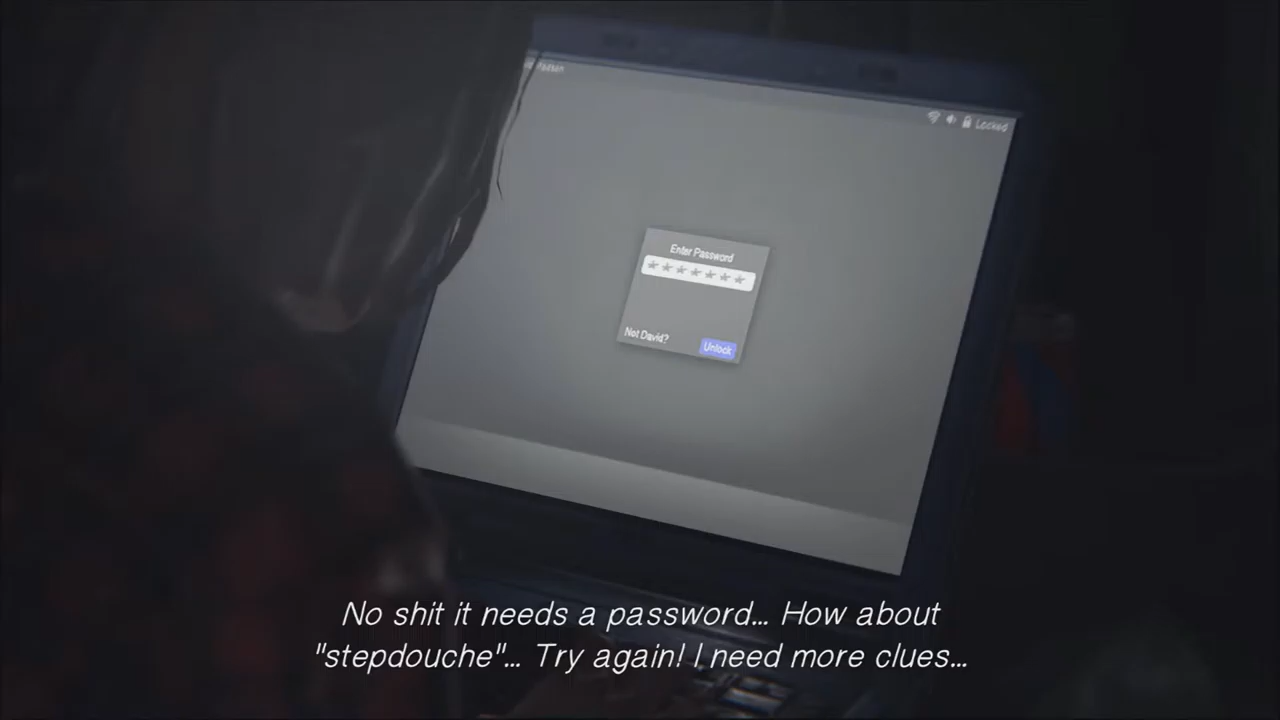 Locked
Enter Password
*******
Not David?
Unlock
No shit it needs a password... How about
"stepdouche"... Try again! I need more clues...